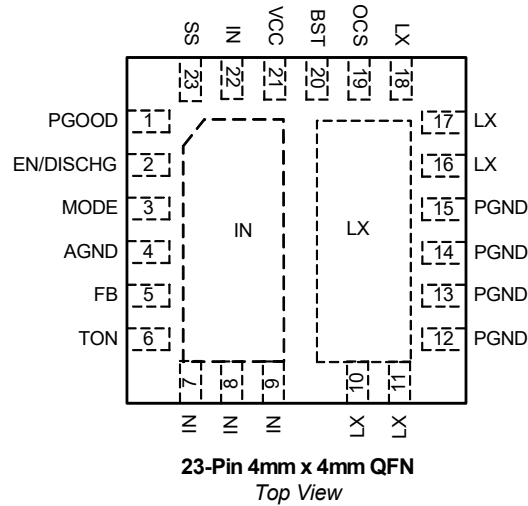 SS IN VCC BST OCS LX
23 22 21 20 19 18
PGOOD 1
EN/DISCHG 2
MODE 3
AGND 4
FB 5
TON 6
IN
LX
17 LX
16 LX
15 PGND
14 PGND
13 PGND
12 PGND
7 8 9 10 11
IN IN IN LX LX
23-Pin 4mm x 4mm QFN
Top View